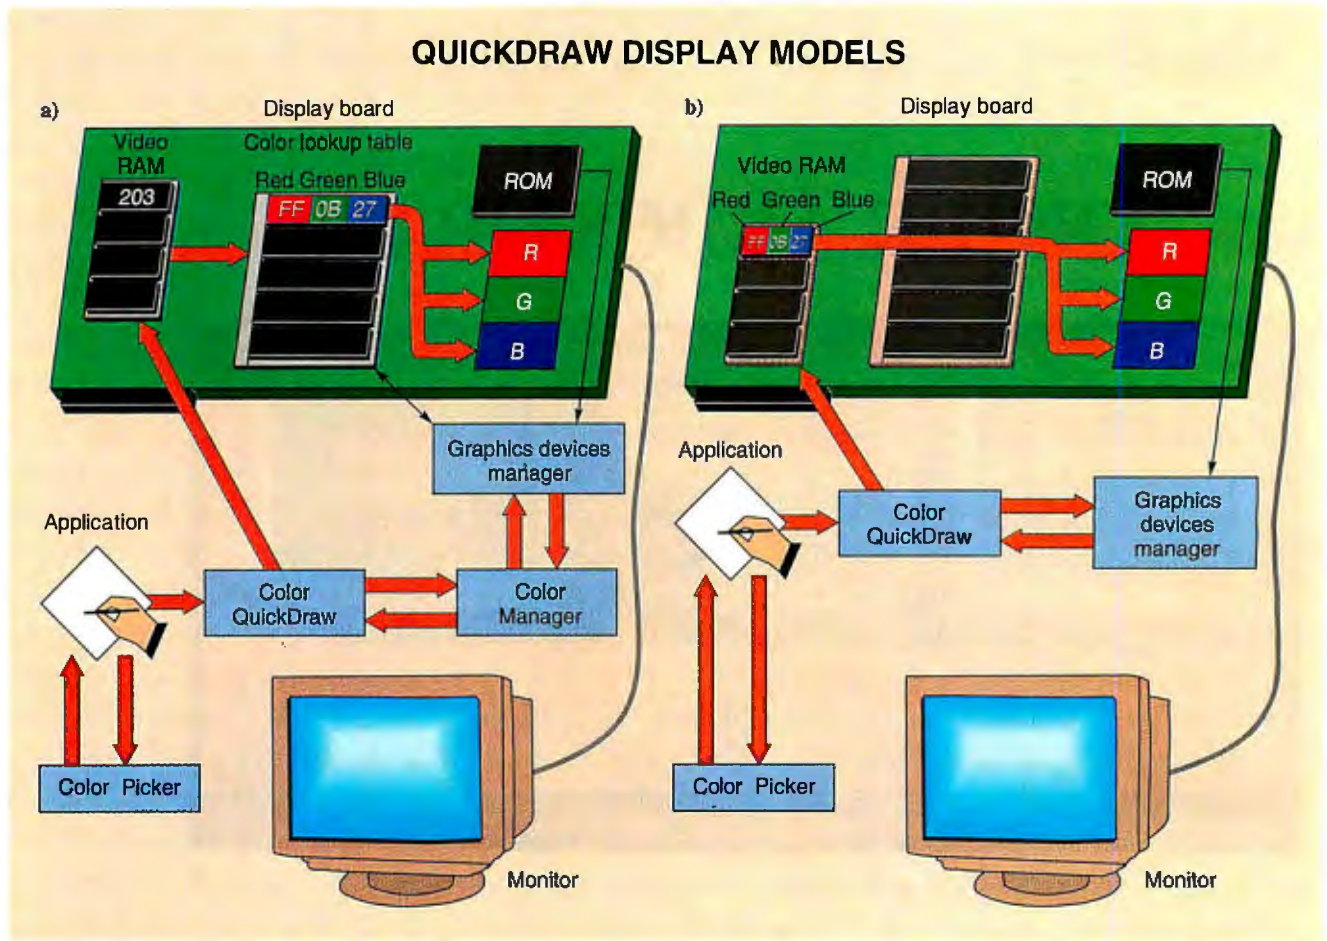 QUICKDRAW DISPLAY MODELS
a)
Display board
Video
RAM
203
Color lookup table
Red Green Blue
FF 0B 27
ROM
R
G
B
Graphics devices
manager
Application
Color
QuickDraw
Color
Manager
Color Picker
Monitor
b)
Display board
Video RAM
Red Green Blue
FF 0B 27
ROM
R
G
B
Application
Color
QuickDraw
Graphics
devices
manager
Color Picker
Monitor